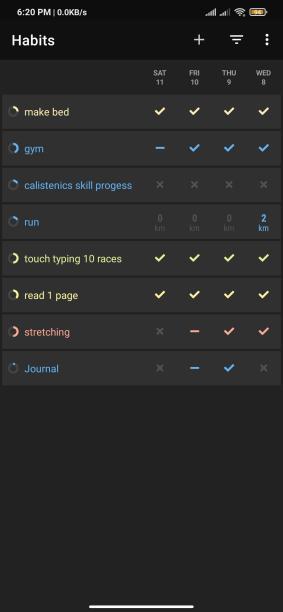 6:20 PM | 0.0KB/s
94
Habits
SAT FRI THU WED
11 10 9 8
make bed
gym
calistenics skill progess
run 0 0 0 2
km km km km
touch typing 10 races
read 1 page
stretching
Journal